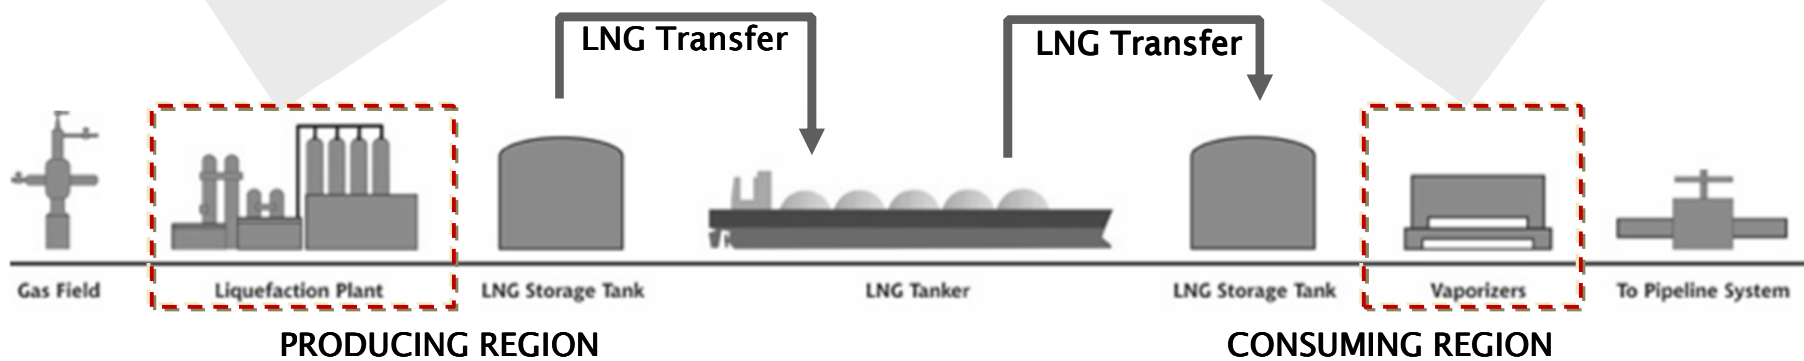 LNG Transfer
LNG Transfer
Gas Field
Liquefaction Plant
LNG Storage Tank
LNG Tanker
LNG Storage Tank
Vaporizers
To Pipeline System
PRODUCING REGION
CONSUMING REGION